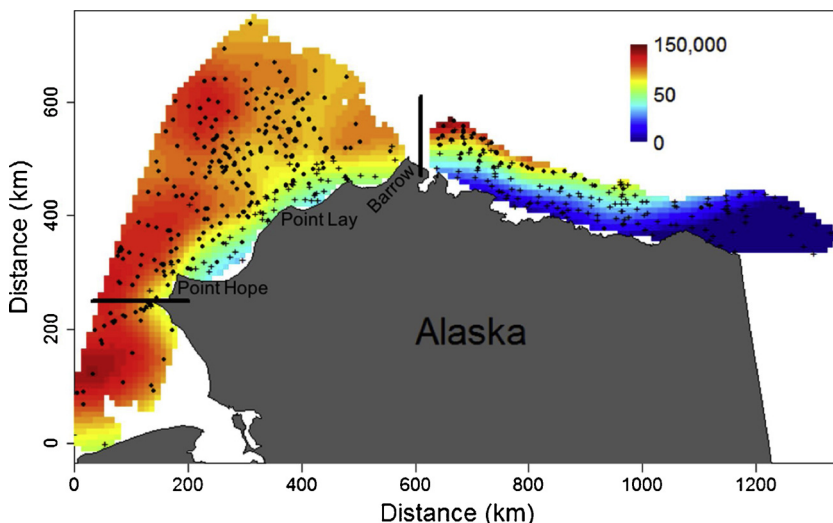 150,000
50
0
600
400
200
0
Distance (km)
Barrow
Point Lay
Point Hope
Alaska
0 200 400 600 800 1000 1200
Distance (km)